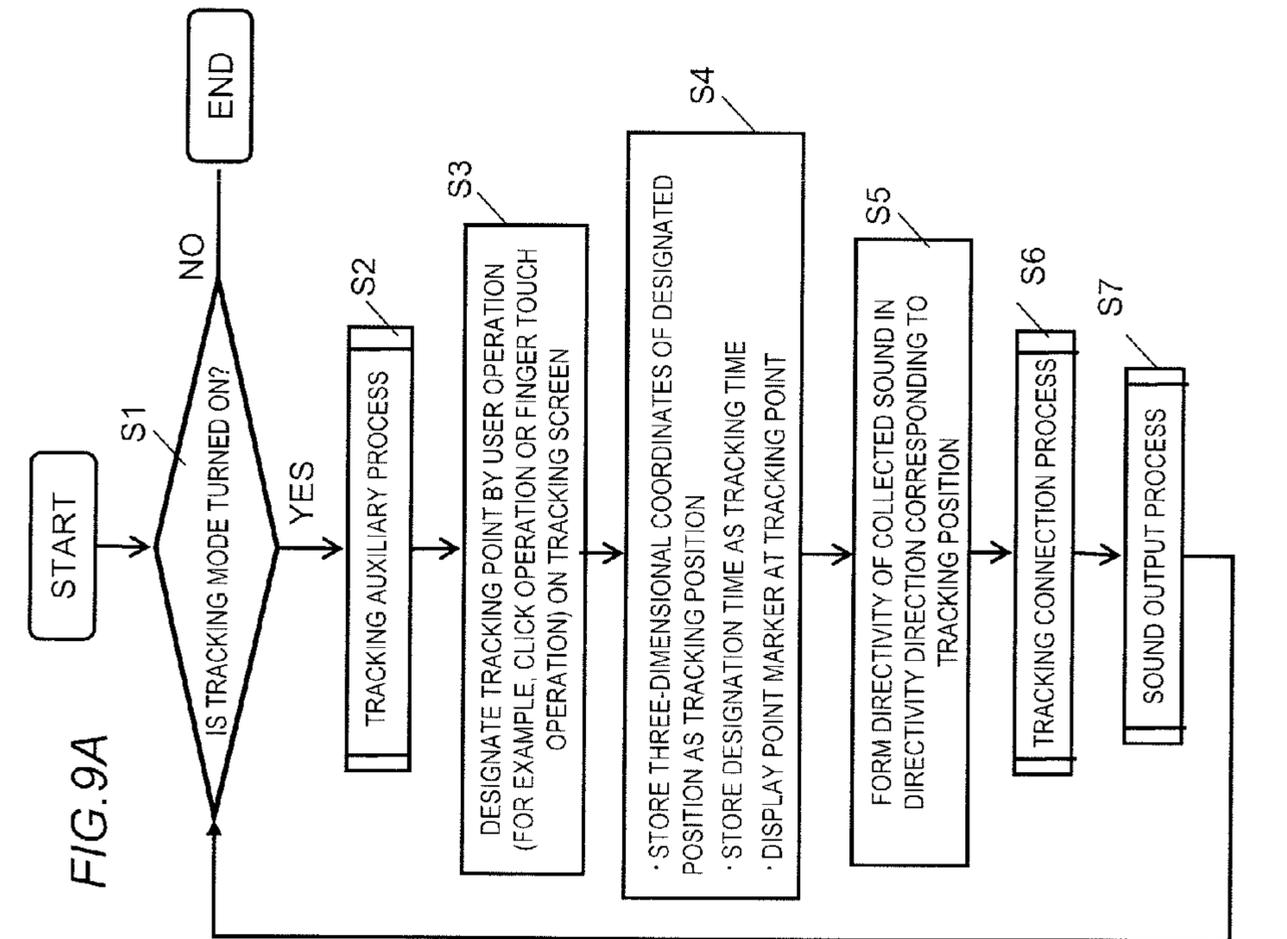 FIG.9A
START
S1
IS TRACKING MODE TURNED ON?
NO
END
YES
S2
TRACKING AUXILIARY PROCESS
S3
DESIGNATE TRACKING POINT BY USER OPERATION
(FOR EXAMPLE, CLICK OPERATION OR FINGER TOUCH
OPERATION) ON TRACKING SCREEN
S4
・STORE THREE-DIMENSIONAL COORDINATES OF DESIGNATED
POSITION AS TRACKING POSITION
・STORE DESIGNATION TIME AS TRACKING TIME
・DISPLAY POINT MARKER AT TRACKING POINT
S5
FORM DIRECTIVITY OF COLLECTED SOUND IN
DIRECTIVITY DIRECTION CORRESPONDING TO
TRACKING POSITION
S6
TRACKING CONNECTION PROCESS
S7
SOUND OUTPUT PROCESS